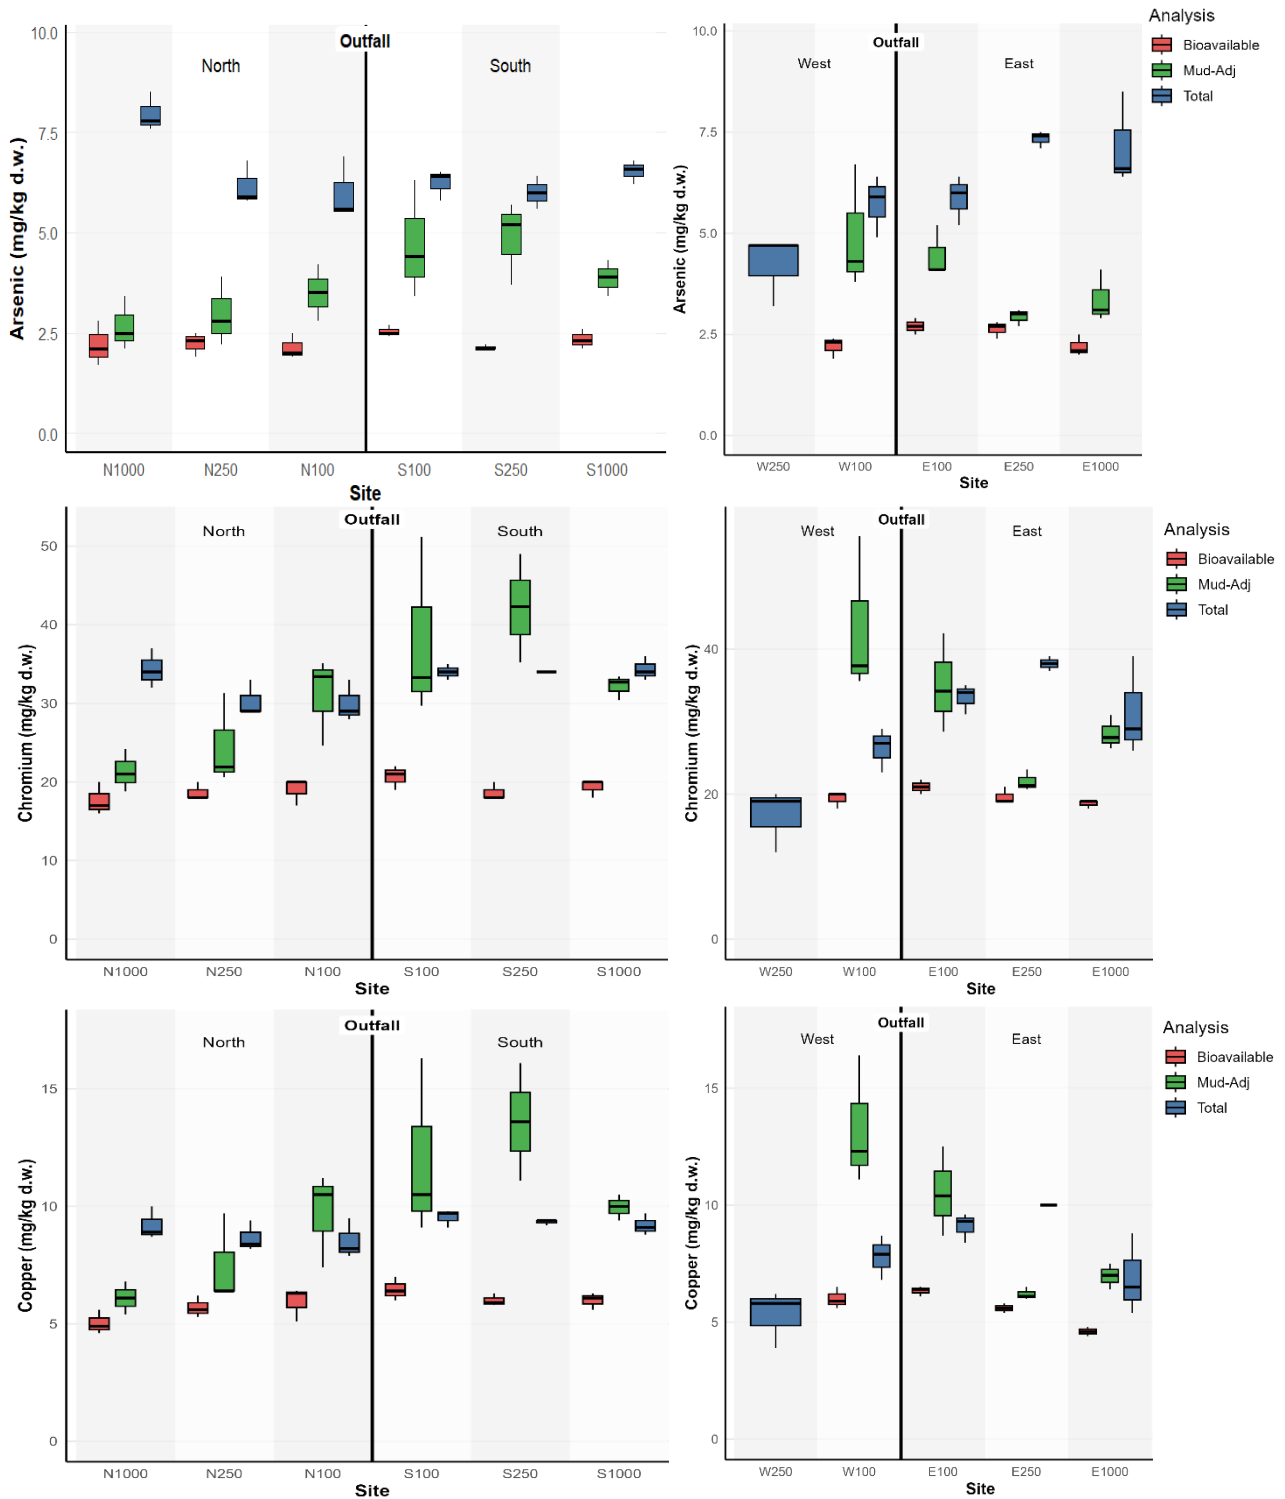 Outfall
North
South
Arsenic (mg/kg d.w.)
10.0
7.5
5.0
2.5
0.0
N1000
N250
N100
S100
S250
S1000
Site
Outfall
West
East
Arsenic (mg/kg d.w.)
10.0
7.5
5.0
2.5
0.0
W250
W100
E100
E250
E1000
Site
Analysis
Bioavailable
Mud-Adj
Total
Outfall
North
South
Chromium (mg/kg d.w.)
50
40
30
20
10
0
N1000
N250
N100
S100
S250
S1000
Site
Outfall
West
East
Chromium (mg/kg d.w.)
40
20
0
W250
W100
E100
E250
E1000
Site
Analysis
Bioavailable
Mud-Adj
Total
Outfall
North
South
Copper (mg/kg d.w.)
15
10
5
0
N1000
N250
N100
S100
S250
S1000
Site
Outfall
West
East
Copper (mg/kg d.w.)
15
10
5
0
W250
W100
E100
E250
E1000
Site
Analysis
Bioavailable
Mud-Adj
Total